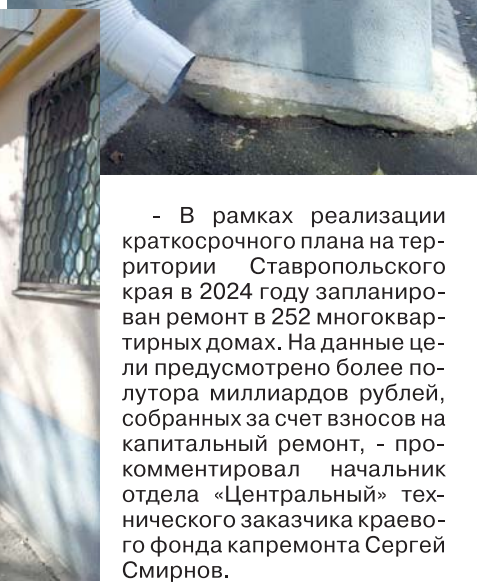 - В рамках реализации
краткосрочного плана на тер-
ритории Ставропольского
края в 2024 году запланиро-
ван ремонт в 252 многоквар-
тирных домах. На данные це-
ли предусмотрено более по-
лутора миллиардов рублей,
собранных за счет взносов на
капитальный ремонт, - про-
комментировал начальник
отдела «Центральный» тех-
нического заказчика краево-
го фонда капремонта Сергей
Смирнов.